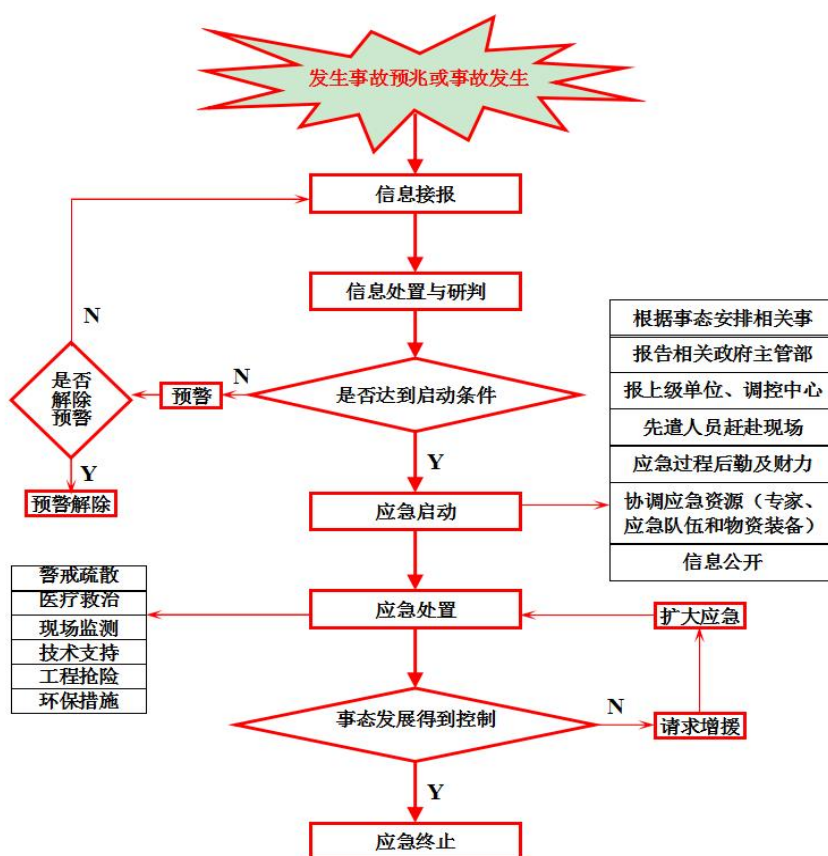 发生事故预兆或事故发生
信息接报
信息处置与研判
N
是否达到启动条件
N
预警
是否
解除
预警
Y
预警解除
Y
应急启动
根据事态安排相关事
报告相关政府主管部
报上级单位、调控中心
先遣人员赶赴现场
应急过程后勤及财力
协调应急资源（专家、
应急队伍和物资装备）
信息公开
应急处置
警戒疏散
医疗救治
现场监测
技术支持
工程抢险
环保措施
扩大应急
事态发展得到控制
N
请求增援
Y
应急终止